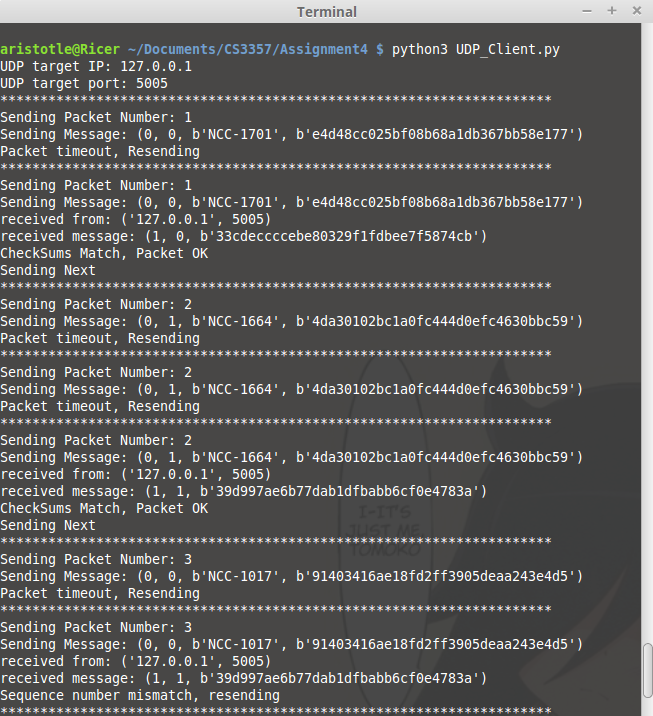 Terminal
aristotle@Ricer ~/Documents/CS3357/Assignment4 $ python3 UDP_Client.py
UDP target IP: 127.0.0.1
UDP target port: 5005
*********************************************************************
Sending Packet Number: 1
Sending Message: (0, 0, b'NCC-1701', b'e4d48cc025bf08b68a1db367bb58e177')
Packet timeout, Resending
*********************************************************************
Sending Packet Number: 1
Sending Message: (0, 0, b'NCC-1701', b'e4d48cc025bf08b68a1db367bb58e177')
received from: ('127.0.0.1', 5005)
received message: (1, 0, b'33cdeccccebe80329f1fdbee7f5874cb')
CheckSums Match, Packet OK
Sending Next
*********************************************************************
Sending Packet Number: 2
Sending Message: (0, 1, b'NCC-1664', b'4da30102bc1a0fc444d0efc4630bbc59')
Packet timeout, Resending
*********************************************************************
Sending Packet Number: 2
Sending Message: (0, 1, b'NCC-1664', b'4da30102bc1a0fc444d0efc4630bbc59')
Packet timeout, Resending
*********************************************************************
Sending Packet Number: 2
Sending Message: (0, 1, b'NCC-1664', b'4da30102bc1a0fc444d0efc4630bbc59')
received from: ('127.0.0.1', 5005)
received message: (1, 1, b'39d997ae6b77dab1dfbabb6cf0e4783a')
CheckSums Match, Packet OK
Sending Next
*********************************************************************
Sending Packet Number: 3
Sending Message: (0, 0, b'NCC-1017', b'91403416ae18fd2ff3905deaa243e4d5')
Packet timeout, Resending
*********************************************************************
Sending Packet Number: 3
Sending Message: (0, 0, b'NCC-1017', b'91403416ae18fd2ff3905deaa243e4d5')
received from: ('127.0.0.1', 5005)
received message: (1, 1, b'39d997ae6b77dab1dfbabb6cf0e4783a')
Sequence number mismatch, resending
*********************************************************************
I-IT'S
JUST ME,
TOMOKO